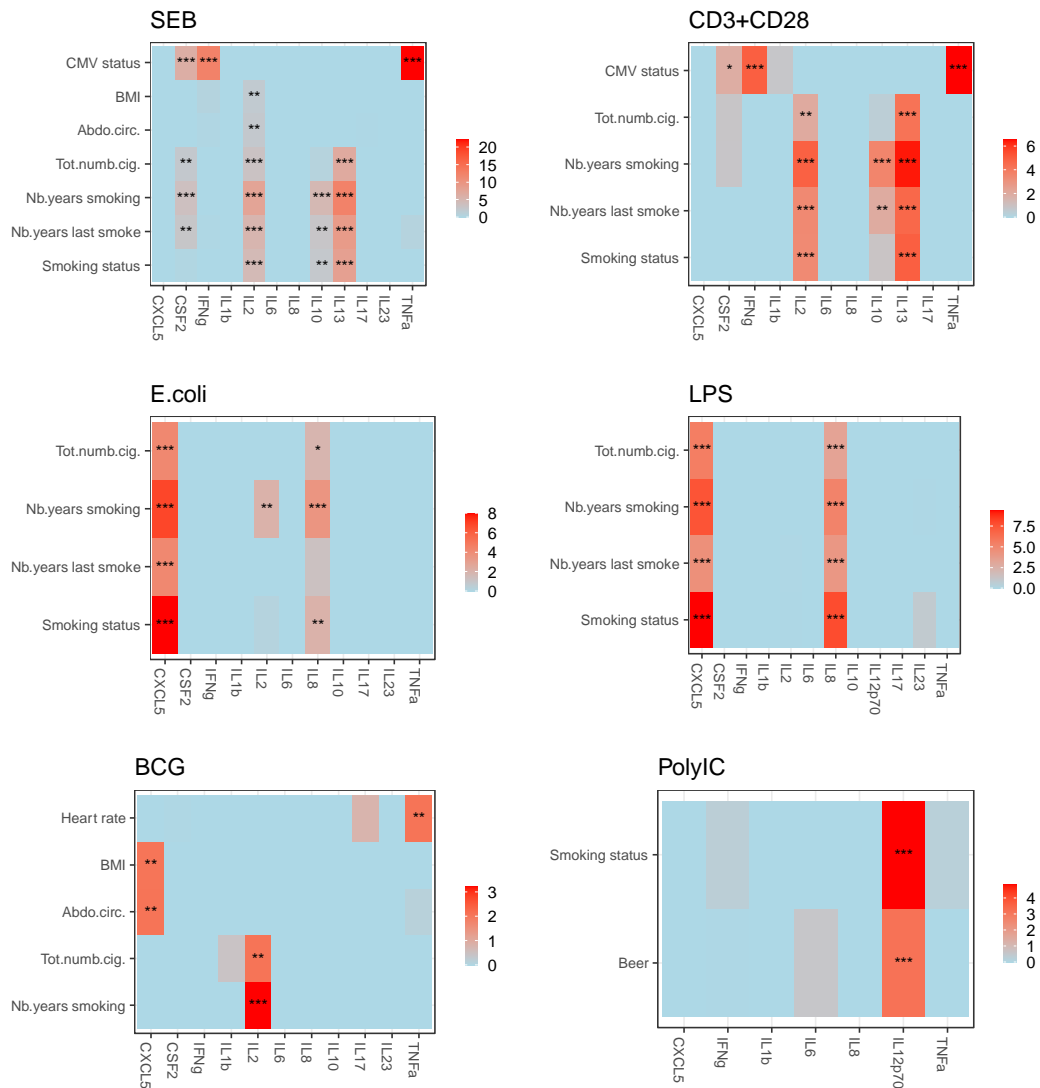 SEB
CMV status *** *** ***
BMI **
Abdo.circ. **
Tot.numb.cig. ** *** ***
Nb.years smoking *** *** *** ***
Nb.years last smoke ** *** ** ***
Smoking status *** ** ***
CXCL5 CSF2 IFNg IL1b IL2 IL6 IL8 IL10 IL13 IL17 IL23 TNFa
20
15
10
5
0
CD3+CD28
CMV status * *** ***
Tot.numb.cig. ** ***
Nb.years smoking *** *** ***
Nb.years last smoke *** ** ***
Smoking status *** ***
CXCL5 CSF2 IFNg IL1b IL2 IL6 IL8 IL10 IL13 IL17 TNFa
6
4
2
0
E.coli
Tot.numb.cig. *** *
Nb.years smoking *** ** ***
Nb.years last smoke ***
Smoking status *** **
CXCL5 CSF2 IFNg IL1b IL2 IL6 IL8 IL10 IL17 IL23 TNFa
8
6
4
2
0
LPS
Tot.numb.cig. *** ***
Nb.years smoking *** ***
Nb.years last smoke *** ***
Smoking status *** ***
CXCL5 CSF2 IFNg IL1b IL2 IL6 IL8 IL10 IL12p70 IL17 IL23 TNFa
7.5
5.0
2.5
0.0
BCG
Heart rate **
BMI **
Abdo.circ. **
Tot.numb.cig. **
Nb.years smoking ***
CXCL5 CSF2 IFNg IL1b IL2 IL6 IL8 IL10 IL17 IL23 TNFa
3
2
1
0
PolyIC
Smoking status ***
Beer ***
CXCL5 IFNg IL1b IL6 IL8 IL12p70 TNFa
4
3
2
1
0